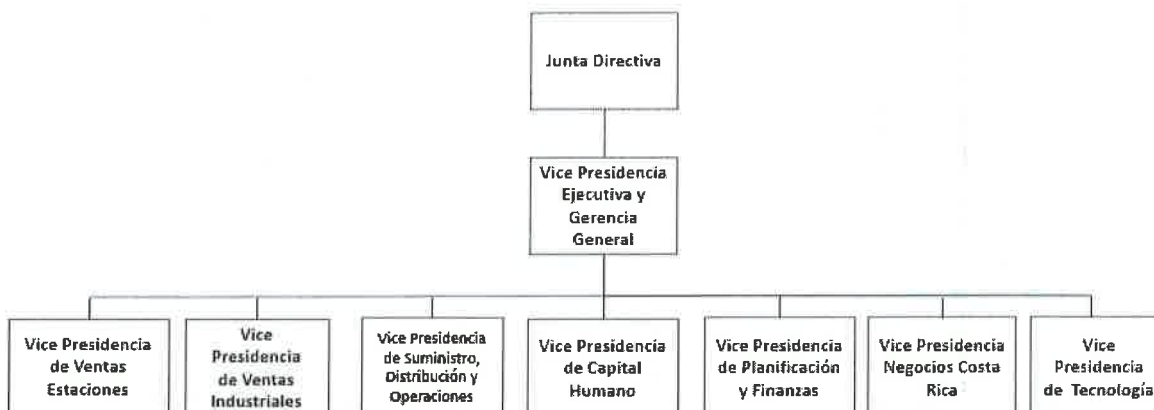 Junta Directiva
Vice Presidencia
Ejecutiva y
Gerencia
General
Vice Presidencia
de Ventas
Estaciones
Vice
Presidencia
de Ventas
Industriales
Vice Presidencia
de Suministro,
Distribución y
Operaciones
Vice Presidencia
de Capital
Humano
Vice Presidencia
de Planificación
y Finanzas
Vice Presidencia
Negocios Costa
Rica
Vice
Presidencia
de Tecnología